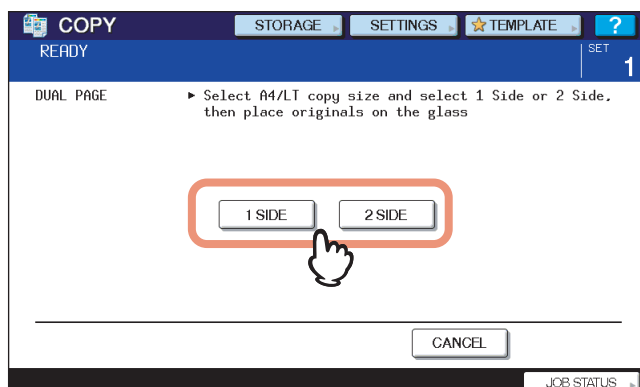 COPY
STORAGE
SETTINGS
TEMPLATE
?
READY
SET
1
DUAL PAGE
► Select A4/LT copy size and select 1 Side or 2 Side,
then place originals on the glass
1 SIDE
2 SIDE
CANCEL
JOB STATUS